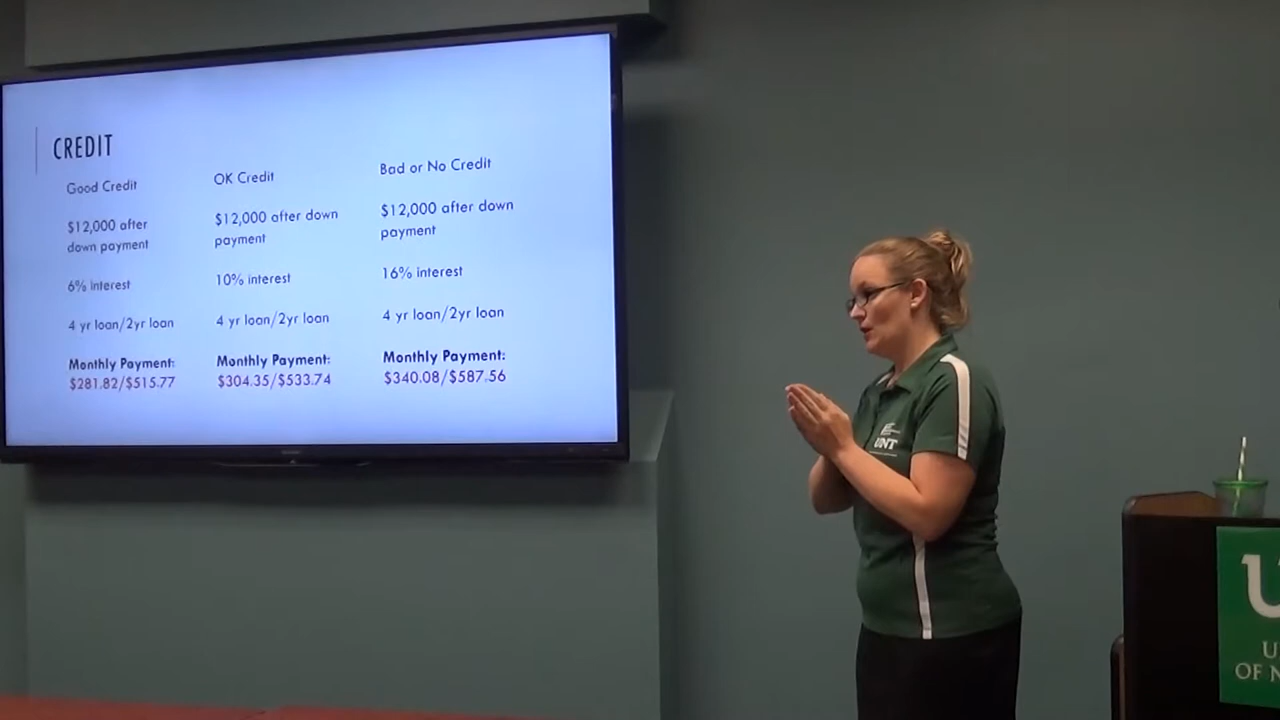 CREDIT
Good Credit
$12,000 after
down payment
6% interest
4 yr loan/2yr loan
Monthly Payment:
$281.82/$515.77
OK Credit
$12,000 after down
payment
10% interest
4 yr loan/2yr loan
Monthly Payment:
$304.35/$533.74
Bad or No Credit
$12,000 after down
payment
16% interest
4 yr loan/2yr loan
Monthly Payment:
$340.08/$587.56
UNT
U
U
OF N